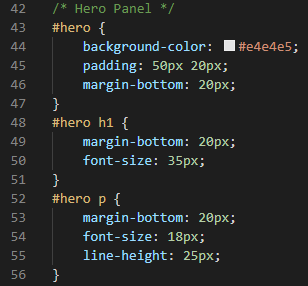 42 /* Hero Panel */
43 #hero {
44     background-color: #e4e4e5;
45     padding: 50px 20px;
46     margin-bottom: 20px;
47 }
48 #hero h1 {
49     margin-bottom: 20px;
50     font-size: 35px;
51 }
52 #hero p {
53     margin-bottom: 20px;
54     font-size: 18px;
55     line-height: 25px;
56 }